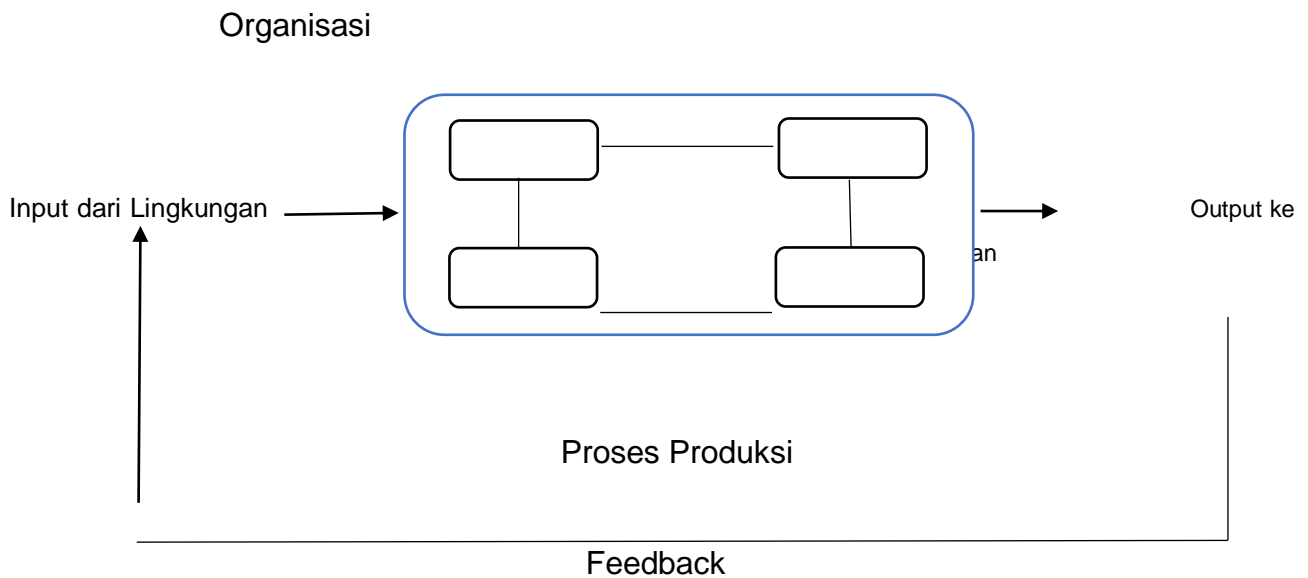 Organisasi
Input dari Lingkungan
Output ke
an
Proses Produksi
Feedback